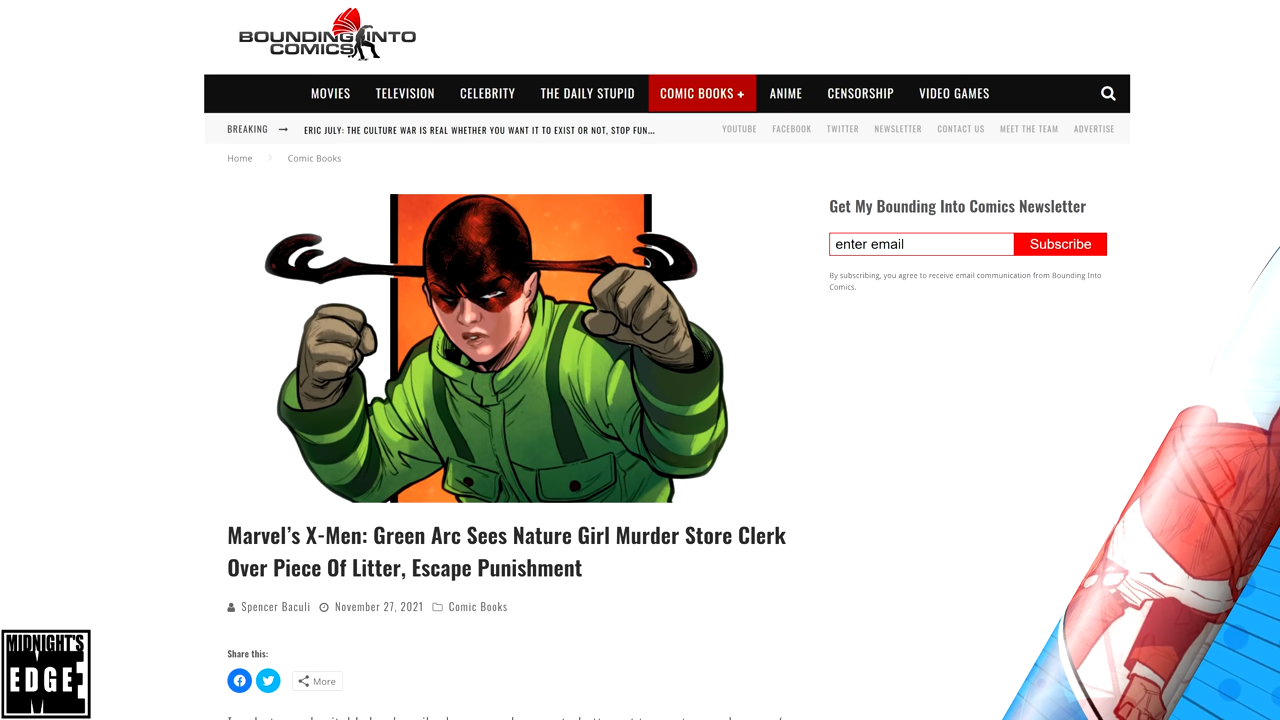 BOUNDING INTO
COMICS
MOVIES TELEVISION CELEBRITY THE DAILY STUPID COMIC BOOKS + ANIME CENSORSHIP VIDEO GAMES
BREAKING → ERIC JULY: THE CULTURE WAR IS REAL WHETHER YOU WANT IT TO EXIST OR NOT, STOP FUN... YOUTUBE FACEBOOK TWITTER NEWSLETTER CONTACT US MEET THE TEAM ADVERTISE
Home > Comic Books
Get My Bounding Into Comics Newsletter
enter email Subscribe
By subscribing, you agree to receive email communication from Bounding Into
Comics.
Marvel's X-Men: Green Arc Sees Nature Girl Murder Store Clerk
Over Piece Of Litter, Escape Punishment
Spencer Baculi November 27, 2021 Comic Books
Share this:
More
MIDNIGHT'S
EDGE